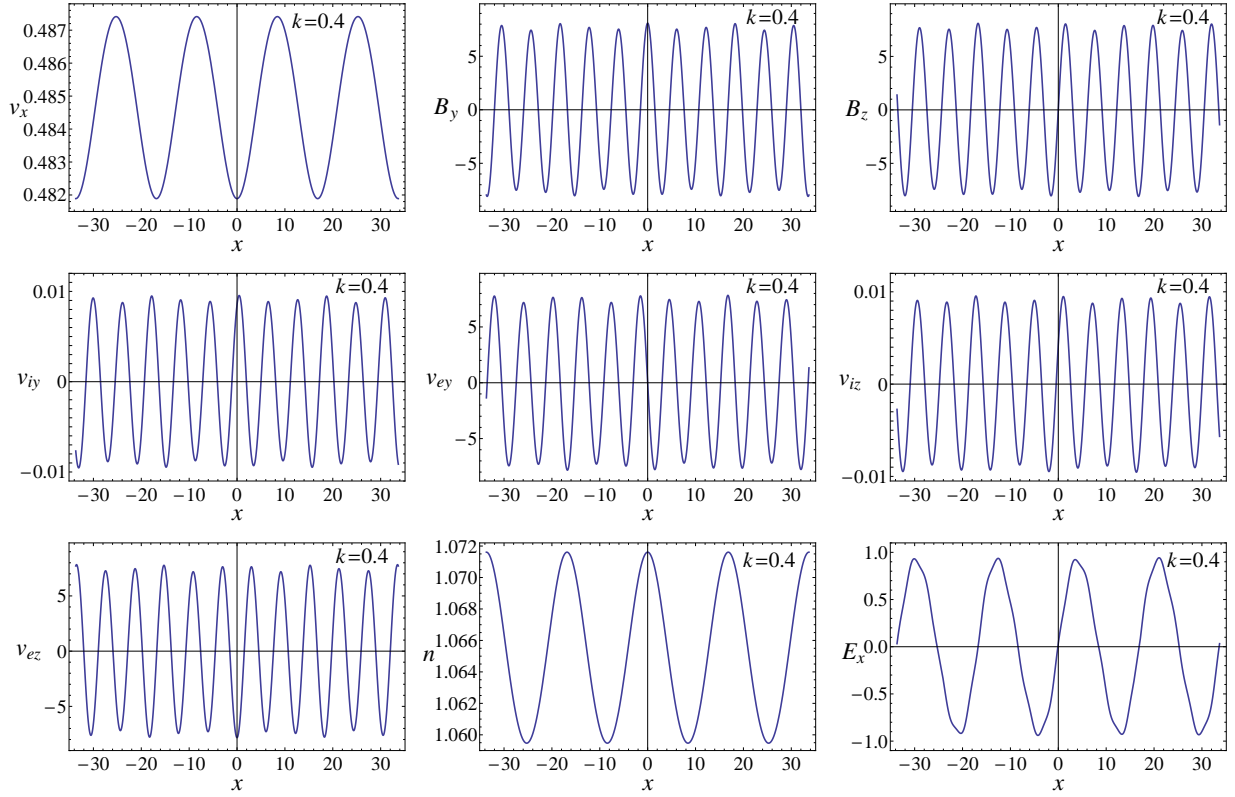 k=0.4
v_x
0.487
0.486
0.485
0.484
0.483
0.482
−30 −20 −10 0 10 20 30
x
k=0.4
B_y
5
0
−5
−30 −20 −10 0 10 20 30
x
k=0.4
B_z
5
0
−5
−30 −20 −10 0 10 20 30
x
k=0.4
v_iy
0.01
0
−0.01
−30 −20 −10 0 10 20 30
x
k=0.4
v_ey
5
0
−5
−30 −20 −10 0 10 20 30
x
k=0.4
v_iz
0.01
0
−0.01
−30 −20 −10 0 10 20 30
x
k=0.4
v_ez
5
0
−5
−30 −20 −10 0 10 20 30
x
k=0.4
n
1.072
1.070
1.068
1.066
1.064
1.062
1.060
−30 −20 −10 0 10 20 30
x
k=0.4
E_x
1.0
0.5
0.0
−0.5
−1.0
−30 −20 −10 0 10 20 30
x